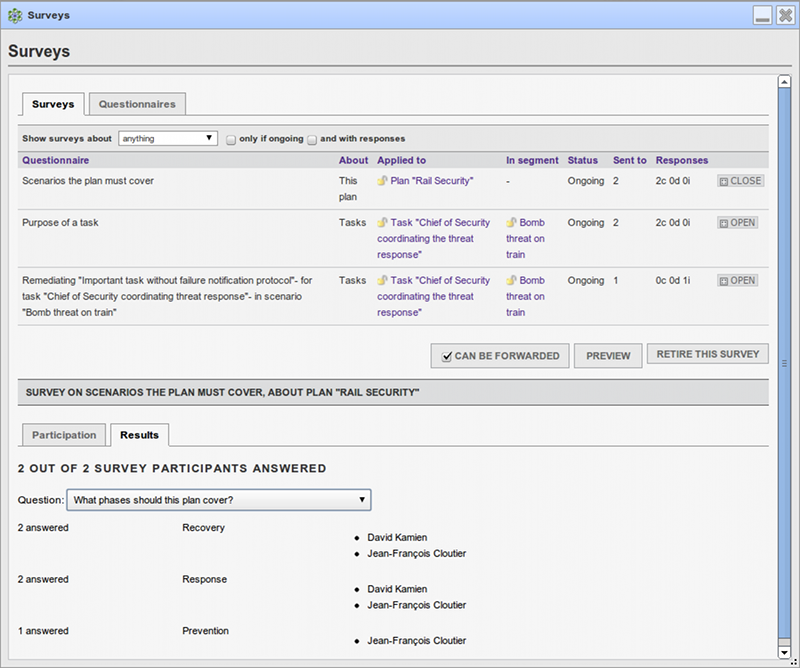 Surveys
Surveys
Surveys Questionnaires
Show surveys about anything only if ongoing and with responses
Questionnaire About Applied to In segment Status Sent to Responses
Scenarios the plan must cover This Plan "Rail Security" - Ongoing 2 2c 0d 0i CLOSE
plan
Purpose of a task Tasks Task "Chief of Security Bomb Ongoing 2 2c 0d 0i OPEN
coordinating the threat threat on
response" train
Remediating "Important task without failure notification protocol"- for Tasks Task "Chief of Security Bomb Ongoing 1 0c 0d 1i OPEN
task "Chief of Security coordinating threat response"- in scenario coordinating the threat threat on
"Bomb threat on train" response" train
CAN BE FORWARDED PREVIEW RETIRE THIS SURVEY
SURVEY ON SCENARIOS THE PLAN MUST COVER, ABOUT PLAN "RAIL SECURITY"
Participation Results
2 OUT OF 2 SURVEY PARTICIPANTS ANSWERED
Question: What phases should this plan cover?
2 answered Recovery
David Kamien
Jean-François Cloutier
2 answered Response
David Kamien
Jean-François Cloutier
1 answered Prevention
Jean-François Cloutier